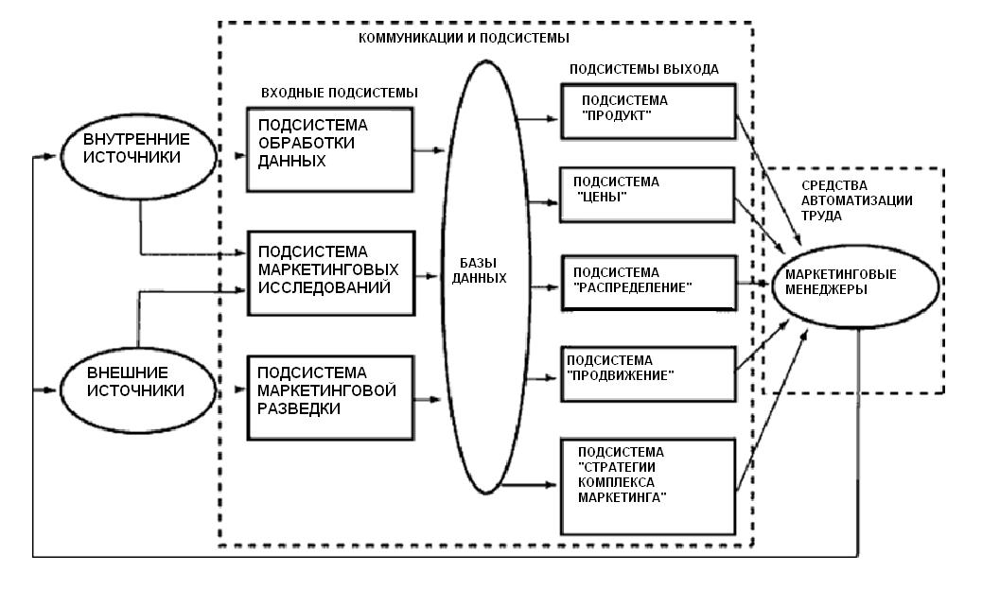 КОММУНИКАЦИИ И ПОДСИСТЕМЫ
ВХОДНЫЕ ПОДСИСТЕМЫ
ПОДСИСТЕМЫ ВЫХОДА
ВНУТРЕННИЕ
ИСТОЧНИКИ
ВНЕШНИЕ
ИСТОЧНИКИ
ПОДСИСТЕМА
ОБРАБОТКИ
ДАННЫХ
ПОДСИСТЕМА
МАРКЕТИНГОВЫХ
ИССЛЕДОВАНИЙ
ПОДСИСТЕМА
МАРКЕТИНГОВОЙ
РАЗВЕДКИ
БАЗЫ
ДАННЫХ
ПОДСИСТЕМА
"ПРОДУКТ"
ПОДСИСТЕМА
"ЦЕНЫ"
ПОДСИСТЕМА
"РАСПРЕДЕЛЕНИЕ"
ПОДСИСТЕМА
"ПРОДВИЖЕНИЕ"
ПОДСИСТЕМА
"СТРАТЕГИИ
КОМПЛЕКСА
МАРКЕТИНГА"
СРЕДСТВА
АВТОМАТИЗАЦИИ
ТРУДА
МАРКЕТИНГОВЫЕ
МЕНЕДЖЕРЫ